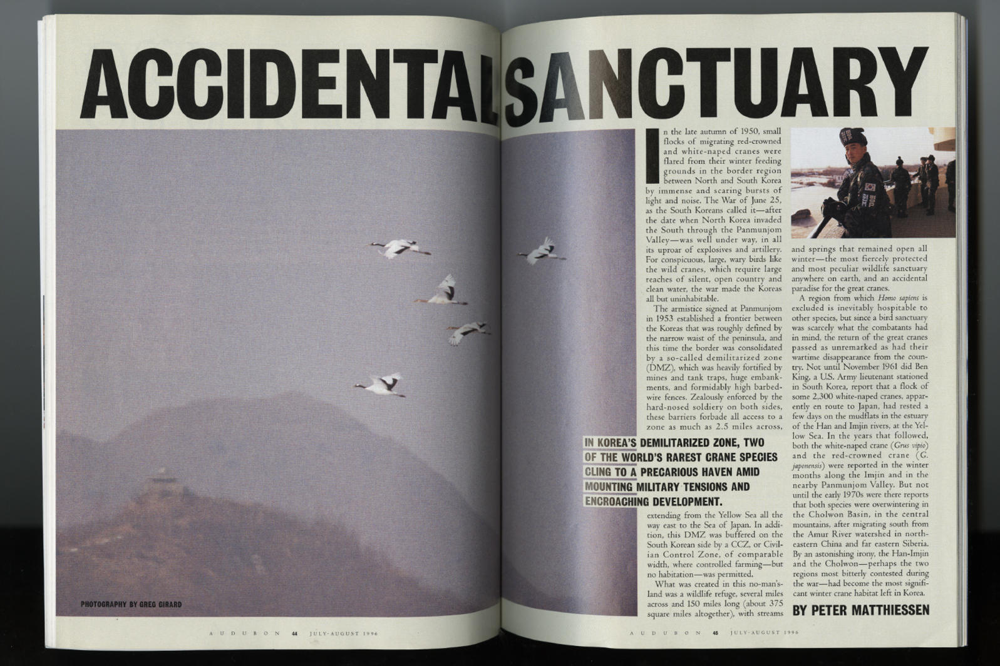 ACCIDENTAL SANCTUARY
In the late autumn of 1950, small
flocks of migrating red-crowned
and white-naped cranes were
flared from their winter feeding
grounds in the border region
between North and South Korea
by immense and scaring bursts of
light and noise. The War of June 25,
as the South Koreans called it—after
the date when North Korea invaded
the South through the Panmunjom
Valley—was well under way, in all
its uproar of explosives and artillery.
For conspicuous, large, wary birds like
the wild cranes, which require large
reaches of silent, open country and
clean water, the war made the Koreas
all but uninhabitable.
The armistice signed at Panmunjom
in 1953 established a frontier between
the Koreas that was roughly defined by
the narrow waist of the peninsula, and
this time the border was consolidated
by a so-called demilitarized zone
(DMZ), which was heavily fortified by
mines and tank traps, huge embank-
ments, and formidably high barbed-
wire fences. Zealously enforced by the
hard-nosed soldiery on both sides,
these barriers forbade all access to a
zone as much as 2.5 miles across,
IN KOREA'S DEMILITARIZED ZONE, TWO
OF THE WORLD'S RAREST CRANE SPECIES
CLING TO A PRECARIOUS HAVEN AMID
MOUNTING MILITARY TENSIONS AND
ENCROACHING DEVELOPMENT.
extending from the Yellow Sea all the
way east to the Sea of Japan. In addi-
tion, this DMZ was buffered on the
South Korean side by a CCZ, or Civil-
ian Control Zone, of comparable
width, where controlled farming—but
no habitation—was permitted.
What was created in this no-man's-
land was a wildlife refuge, several miles
across and 150 miles long (about 375
square miles altogether), with streams
and springs that remained open all
winter—the most fiercely protected
and most peculiar wildlife sanctuary
anywhere on earth, and an accidental
paradise for the great cranes.
A region from which Homo sapiens is
excluded is inevitably hospitable to
other species, but since a bird sanctuary
was scarcely what the combatants had
in mind, the return of the great cranes
passed as unremarked as had their
wartime disappearance from the coun-
try. Not until November 1961 did Ben
King, a U.S. Army lieutenant stationed
in South Korea, report that a flock of
some 2,300 white-naped cranes, appar-
ently en route to Japan, had rested a
few days on the mudflats in the estuary
of the Han and Imjin rivers, at the Yel-
low Sea. In the years that followed,
both the white-naped crane (Grus vipio)
and the red-crowned crane (G.
japonensis) were reported in the winter
months along the Imjin and in the
nearby Panmunjom Valley. But not
until the early 1970s were there reports
that both species were overwintering in
the Cholwon Basin, in the central
mountains, after migrating south from
the Amur River watershed in north-
eastern China and far eastern Siberia.
By an astonishing irony, the Han-Imjin
and the Cholwon—perhaps the two
regions most bitterly contested during
the war—had become the most signifi-
cant winter crane habitat left in Korea.
BY PETER MATTHIESSEN
PHOTOGRAPHY BY GREG GIRARD
AUDUBON 44 JULY-AUGUST 1996
AUDUBON 45 JULY-AUGUST 1996